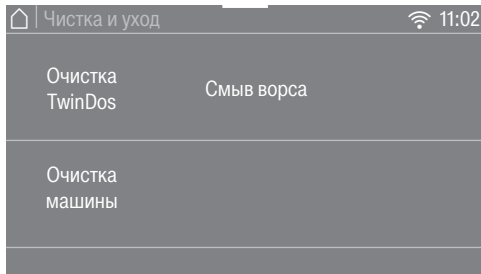 Чистка и уход 11:02
Очистка
TwinDos
Смыв ворса
Очистка
машины